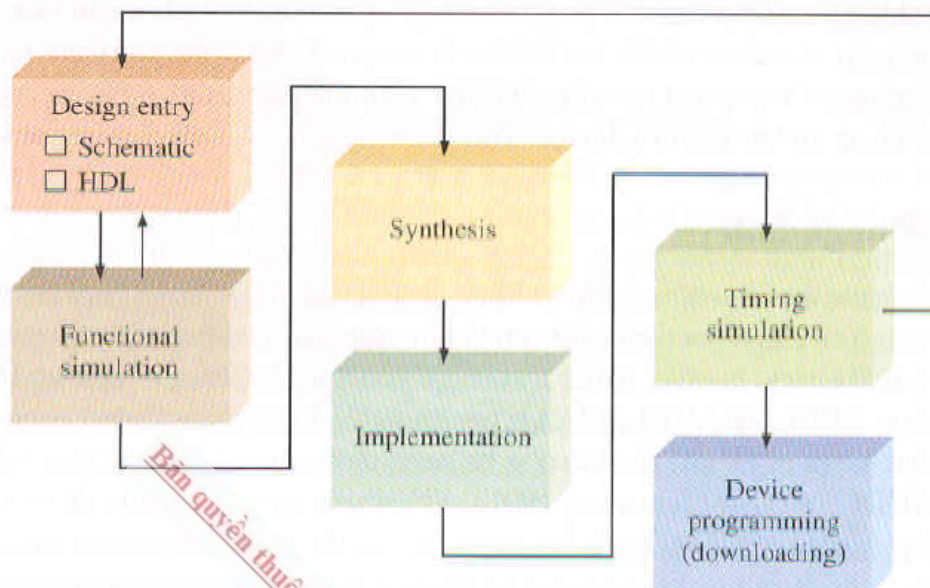 Design entry
☐ Schematic
☐ HDL
Functional
simulation
Synthesis
Implementation
Timing
simulation
Device
programming
(downloading)
Bản quyền thuộ